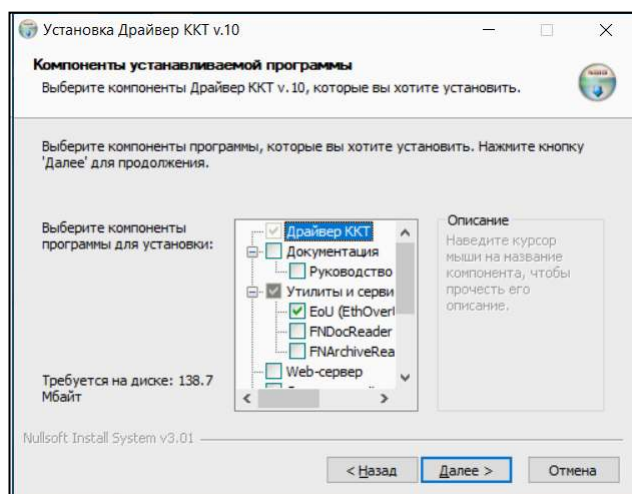 Установка Драйвер ККТ v.10
Компоненты устанавливаемой программы
Выберите компоненты Драйвер ККТ v.10, которые вы хотите установить.
Выберите компоненты программы, которые вы хотите установить. Нажмите кнопку
'Далее' для продолжения.
Выберите компоненты
программы для установки:
Драйвер ККТ
Документация
Руководство
Утилиты и серви
EoU (EthOverl
FNDocReader
FNArchiveRea
Web-сервер
Описание
Наведите курсор
мыши на название
компонента, чтобы
прочесть его
описание.
Требуется на диске: 138.7
Мбайт
Nullsoft Install System v3.01
< Назад
Далее >
Отмена